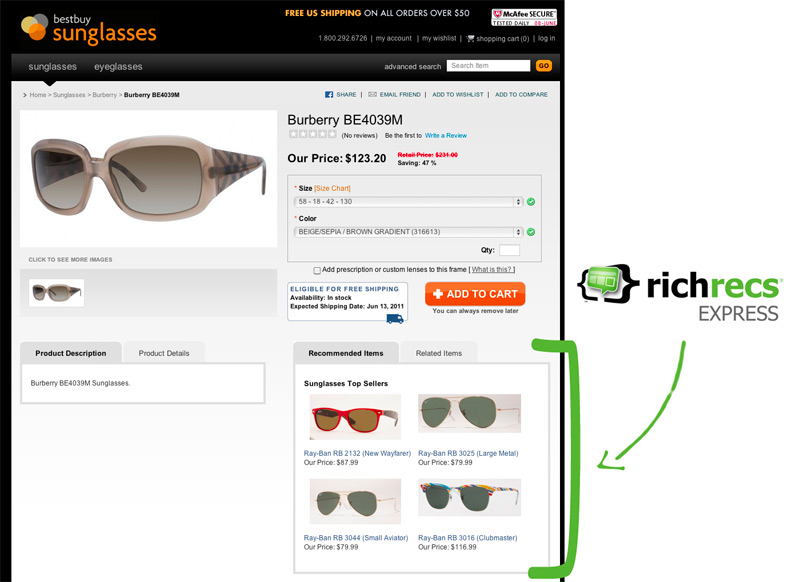 FREE US SHIPPING ON ALL ORDERS OVER $50
McAfee SECURE
TESTED DAILY 08-JUNE
bestbuy
sunglasses
1.800.292.6726 | my account | my wishlist | shopping cart (0) | log in
sunglasses eyeglasses
advanced search Search Item GO
> Home > Sunglasses > Burberry > Burberry BE4039M
SHARE | EMAIL FRIEND | ADD TO WISHLIST | ADD TO COMPARE
Burberry BE4039M
(No reviews) Be the first to Write a Review
Our Price: $123.20
Retail Price: $231.00
Saving: 47 %
* Size [Size Chart]
58 - 18 - 42 - 130
* Color
BEIGE/SEPIA / BROWN GRADIENT (316613)
Qty:
CLICK TO SEE MORE IMAGES
Add prescription or custom lenses to this frame [ What is this? ]
ELIGIBLE FOR FREE SHIPPING
Availability: In stock
Expected Shipping Date: Jun 13, 2011
ADD TO CART
You can always remove later
richrecs
EXPRESS
Product Description Product Details
Burberry BE4039M Sunglasses.
Recommended Items Related Items
Sunglasses Top Sellers
Ray-Ban RB 2132 (New Wayfarer) Ray-Ban RB 3025 (Large Metal)
Our Price: $87.99 Our Price: $79.99
Ray-Ban RB 3044 (Small Aviator) Ray-Ban RB 3016 (Clubmaster)
Our Price: $79.99 Our Price: $116.99